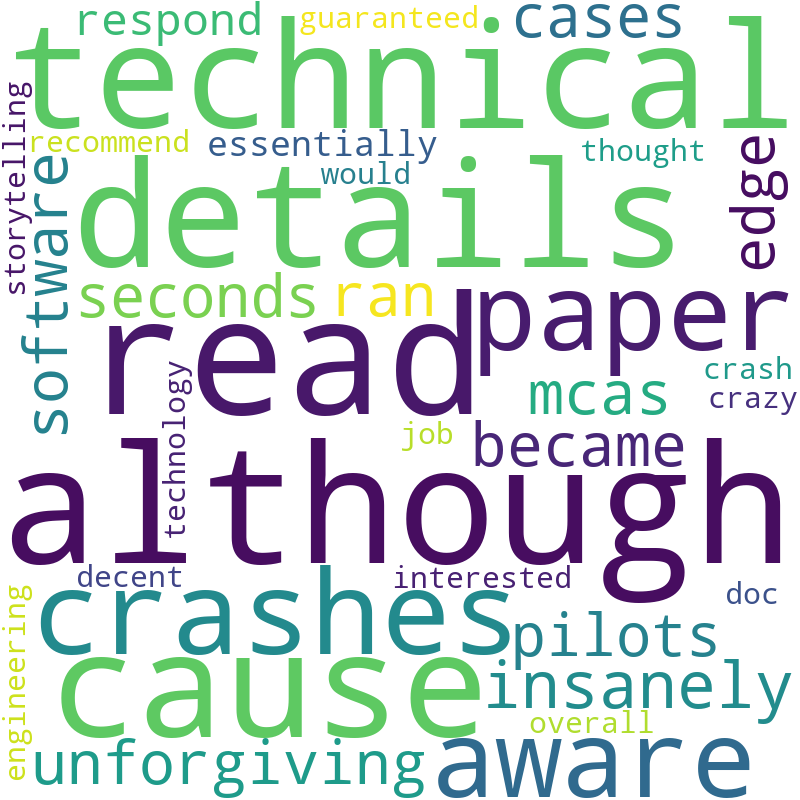 respond
guaranteed
cases
technical
recommend
essentially
thought
would
storytelling
software
details
edge
seconds
ran
paper
read
technology
mcas
crash
crazy
job
became
although
decent
interested
doc
crashes
pilots
engineering
cause
insanely
overall
unforgiving
aware